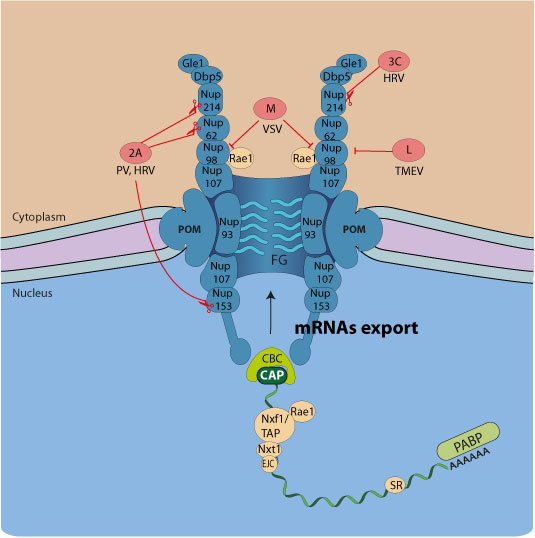 Gle1
Dbp5
Nup
214
Nup
62
Nup
98
Rae1
Nup
107
2A
PV, HRV
M
VSV
Gle1
Dbp5
3C
HRV
Nup
214
Nup
62
Nup
98
Rae1
Nup
107
L
TMEV
Cytoplasm
Nucleus
POM
Nup
93
FG
Nup
93
POM
Nup
107
Nup
153
Nup
107
Nup
153
mRNAs export
CBC
CAP
Rae1
Nxf1/
TAP
Nxt1
EJC
SR
PABP
AAAAAA